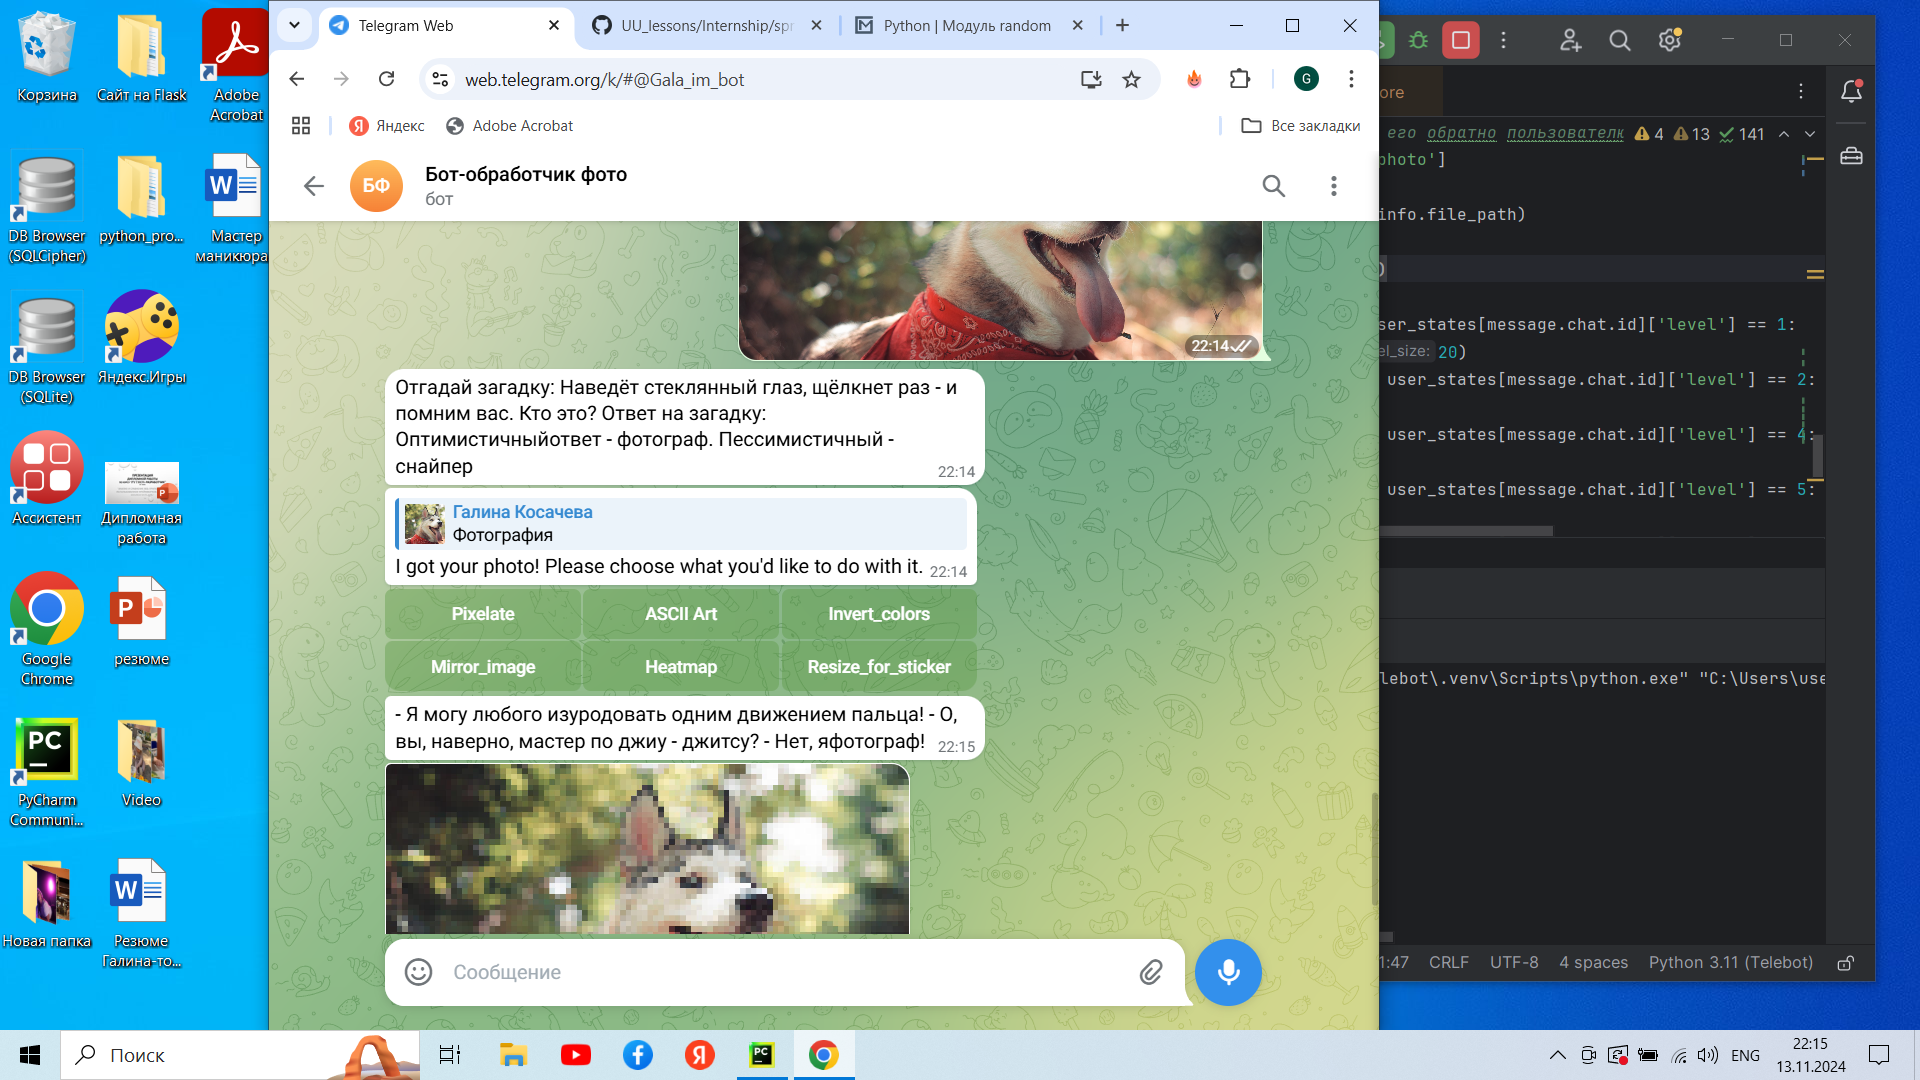 Корзина
Сайт на Flask
Adobe Acrobat
DB Browser (SQLCipher)
python_pro...
Мастер маникюра
DB Browser (SQLite)
Яндекс.Игры
Ассистент
Дипломная работа
Google Chrome
резюме
PyCharm Communi...
Video
Новая папка
Резюме Галина-то...
Telegram Web
UU_lessons/Internship/spr
Python | Модуль random
web.telegram.org/k/#@Gala_im_bot
G
Яндекс
Adobe Acrobat
Все закладки
БФ
Бот-обработчик фото
бот
22:14
Отгадай загадку: Наведёт стеклянный глаз, щёлкнет раз - и
помним вас. Кто это? Ответ на загадку:
Оптимистичныйответ - фотограф. Пессимистичный -
снайпер
22:14
Галина Косачева
Фотография
I got your photo! Please choose what you'd like to do with it.
22:14
Pixelate
ASCII Art
Invert_colors
Mirror_image
Heatmap
Resize_for_sticker
- Я могу любого изуродовать одним движением пальца! - О,
вы, наверно, мастер по джиу - джитсу? - Нет, яфотограф!
22:15
Сообщение
ore
его обратно пользователк
4
13
141
photo']
info.file_path)
)
ser_states[message.chat.id]['level'] == 1:
el_size: 20)
user_states[message.chat.id]['level'] == 2:
user_states[message.chat.id]['level'] == 4:
user_states[message.chat.id]['level'] == 5:
lebot\.venv\Scripts\python.exe" "C:\Users\use
1:47
CRLF
UTF-8
4 spaces
Python 3.11 (Telebot)
Поиск
ENG
22:15
13.11.2024